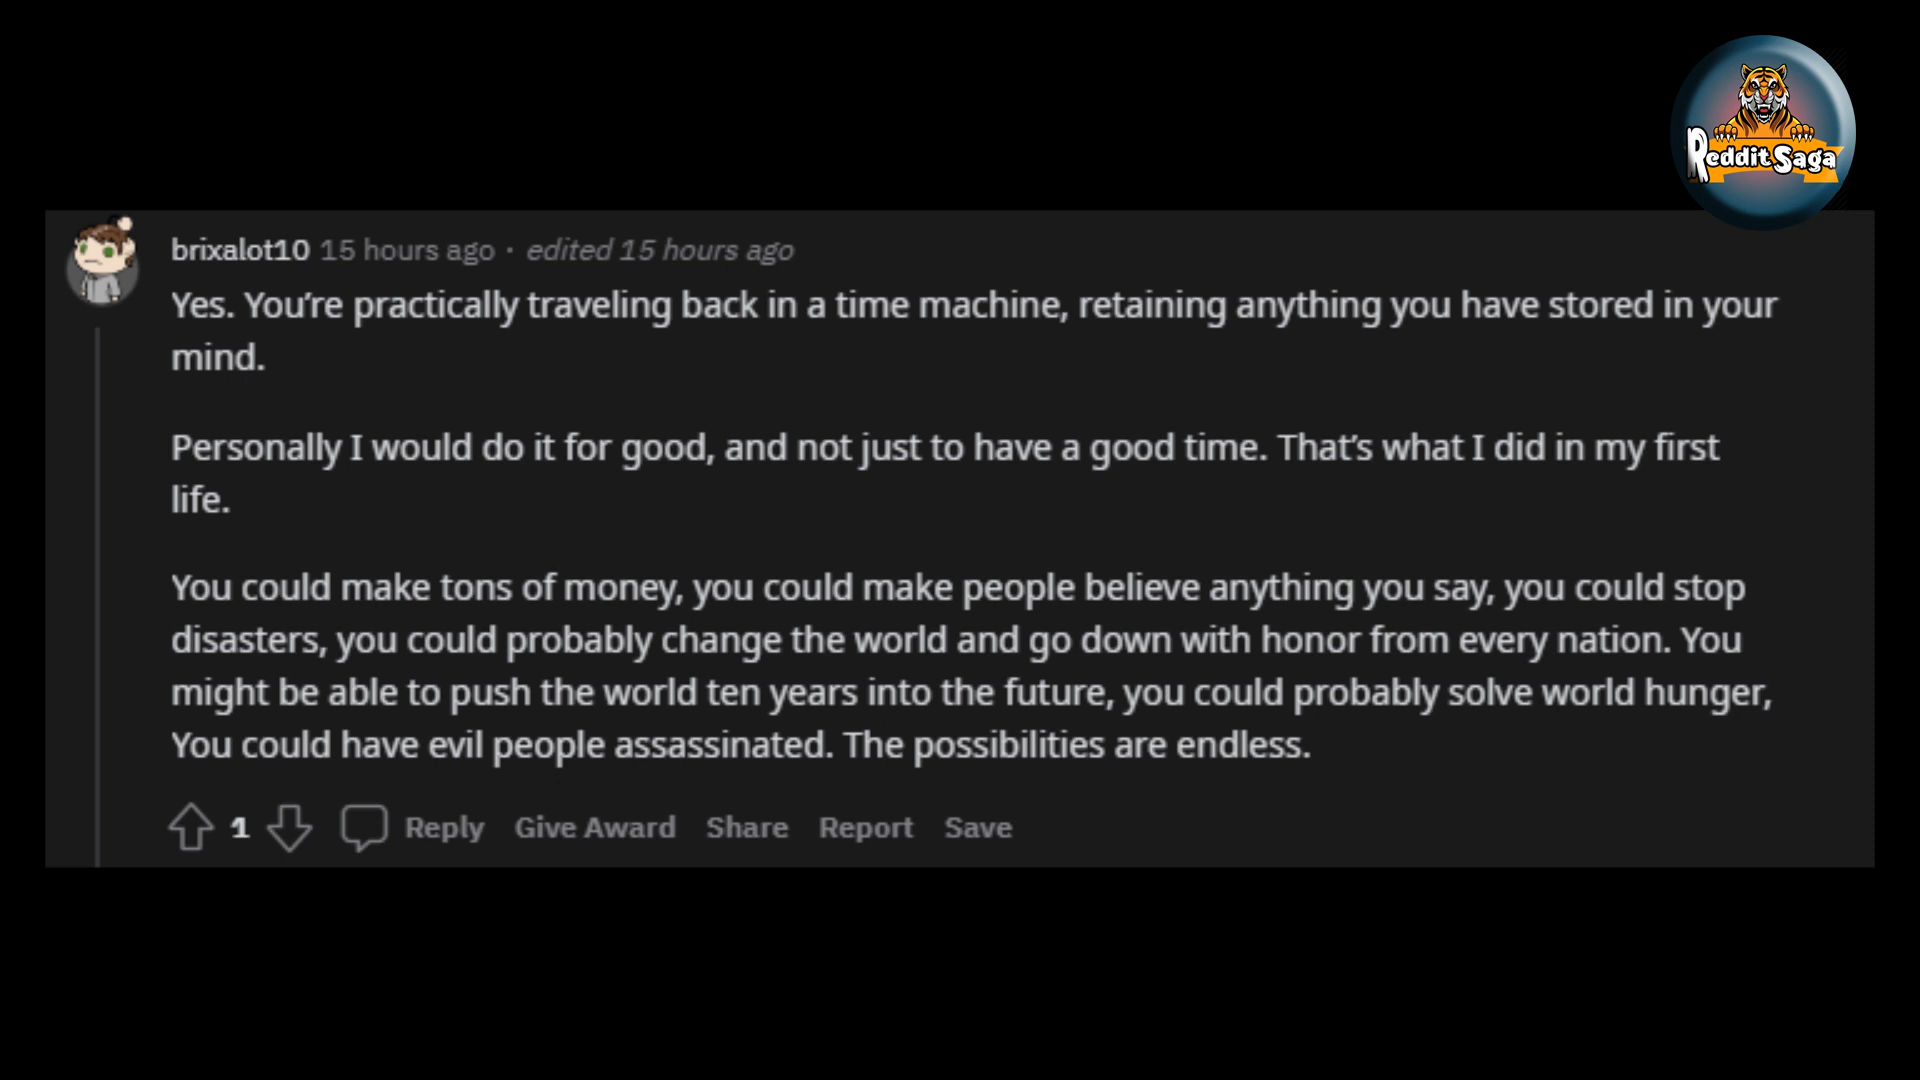 Reddit Saga
brixalot10 15 hours ago · edited 15 hours ago
Yes. You're practically traveling back in a time machine, retaining anything you have stored in your
mind.
Personally I would do it for good, and not just to have a good time. That's what I did in my first
life.
You could make tons of money, you could make people believe anything you say, you could stop
disasters, you could probably change the world and go down with honor from every nation. You
might be able to push the world ten years into the future, you could probably solve world hunger,
You could have evil people assassinated. The possibilities are endless.
1 Reply Give Award Share Report Save